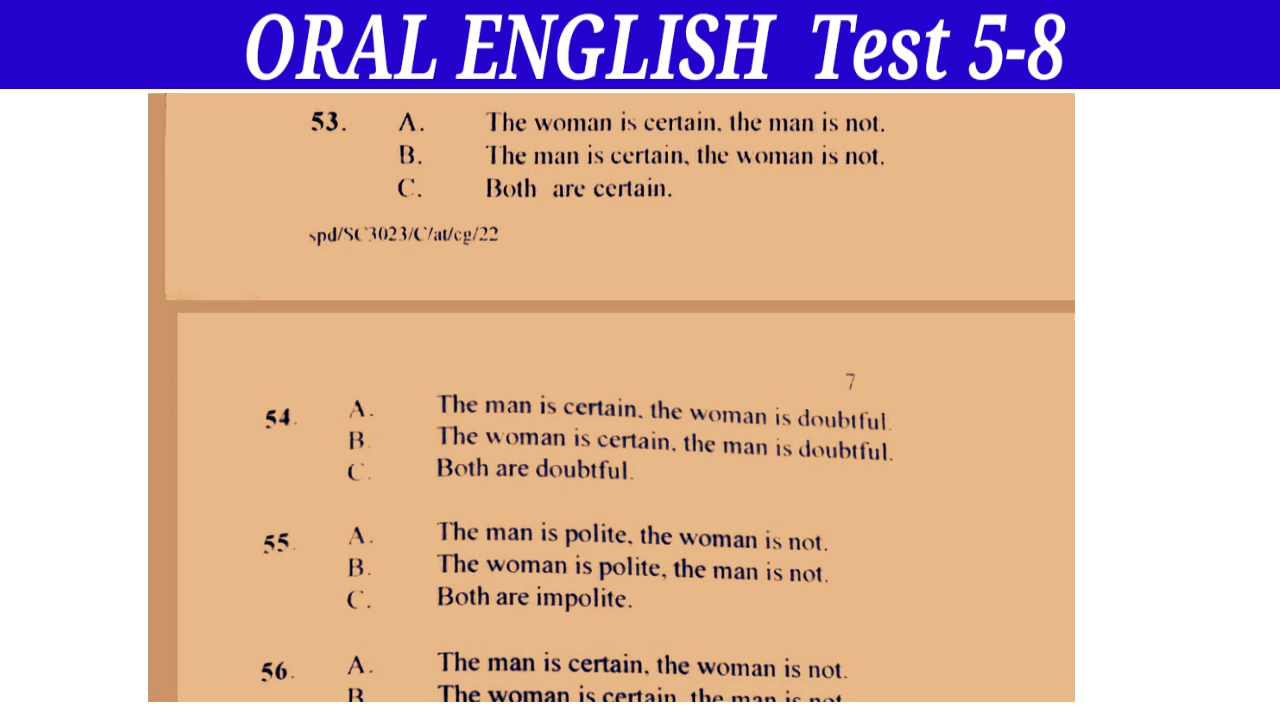 ORAL ENGLISH Test 5-8
53. A. The woman is certain, the man is not.
B. The man is certain, the woman is not.
C. Both are certain.
spd/SC3023/C/at/cg/22
7
54. A. The man is certain, the woman is doubtful.
B. The woman is certain, the man is doubtful.
C. Both are doubtful.
55. A. The man is polite, the woman is not.
B. The woman is polite, the man is not.
C. Both are impolite.
56. A. The man is certain, the woman is not.
B The woman is certain, the man is not